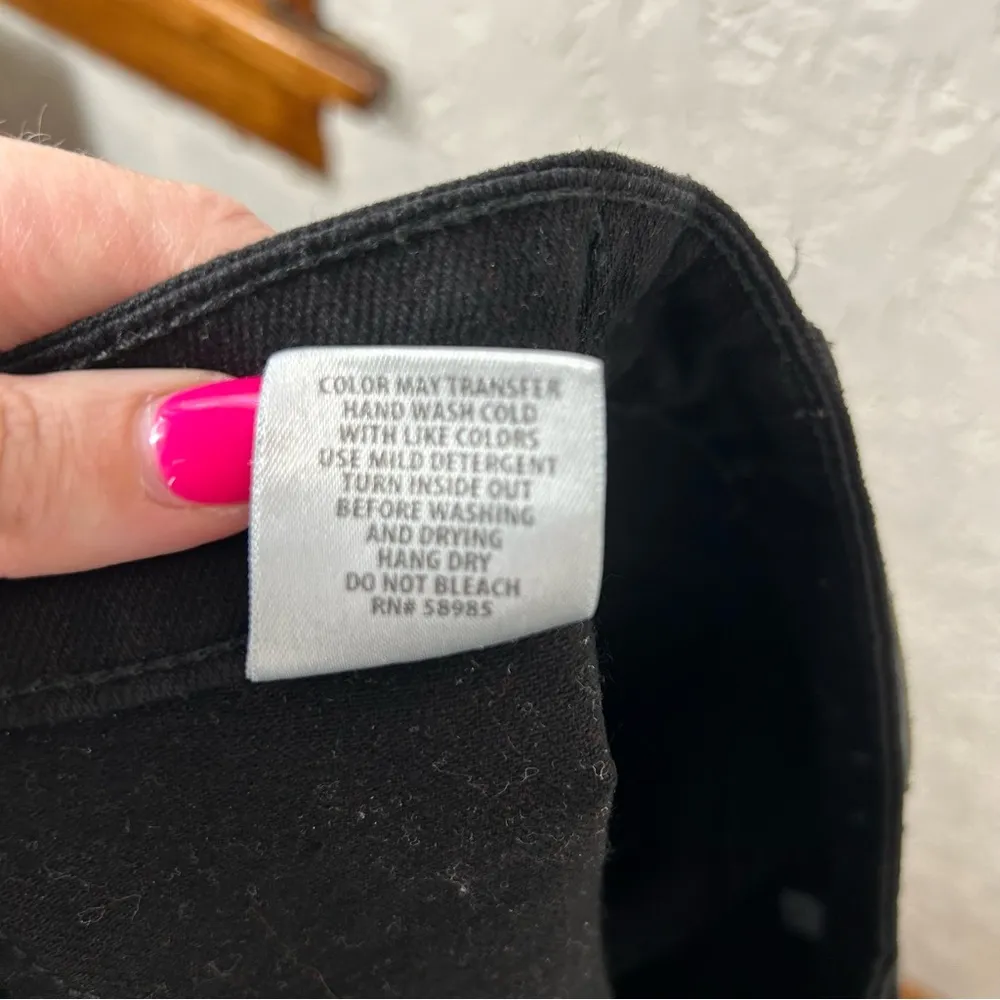 COLOR MAY TRANSFER
HAND WASH COLD
WITH LIKE COLORS
USE MILD DETERGENT
TURN INSIDE OUT
BEFORE WASHING
AND DRYING
HANG DRY
DO NOT BLEACH
RN# 58985